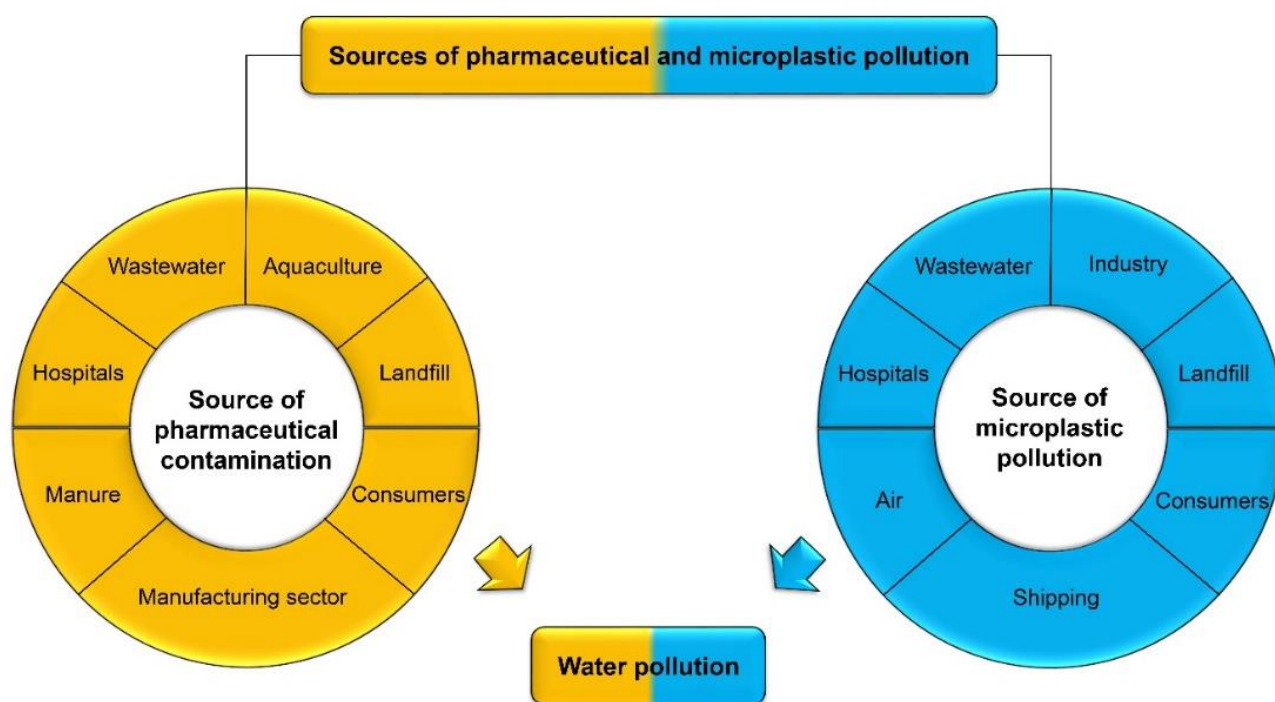 Sources of pharmaceutical and microplastic pollution
Wastewater
Aquaculture
Hospitals
Landfill
Source of
pharmaceutical
contamination
Manure
Consumers
Manufacturing sector
Wastewater
Industry
Hospitals
Landfill
Source of
microplastic
pollution
Air
Consumers
Shipping
Water pollution